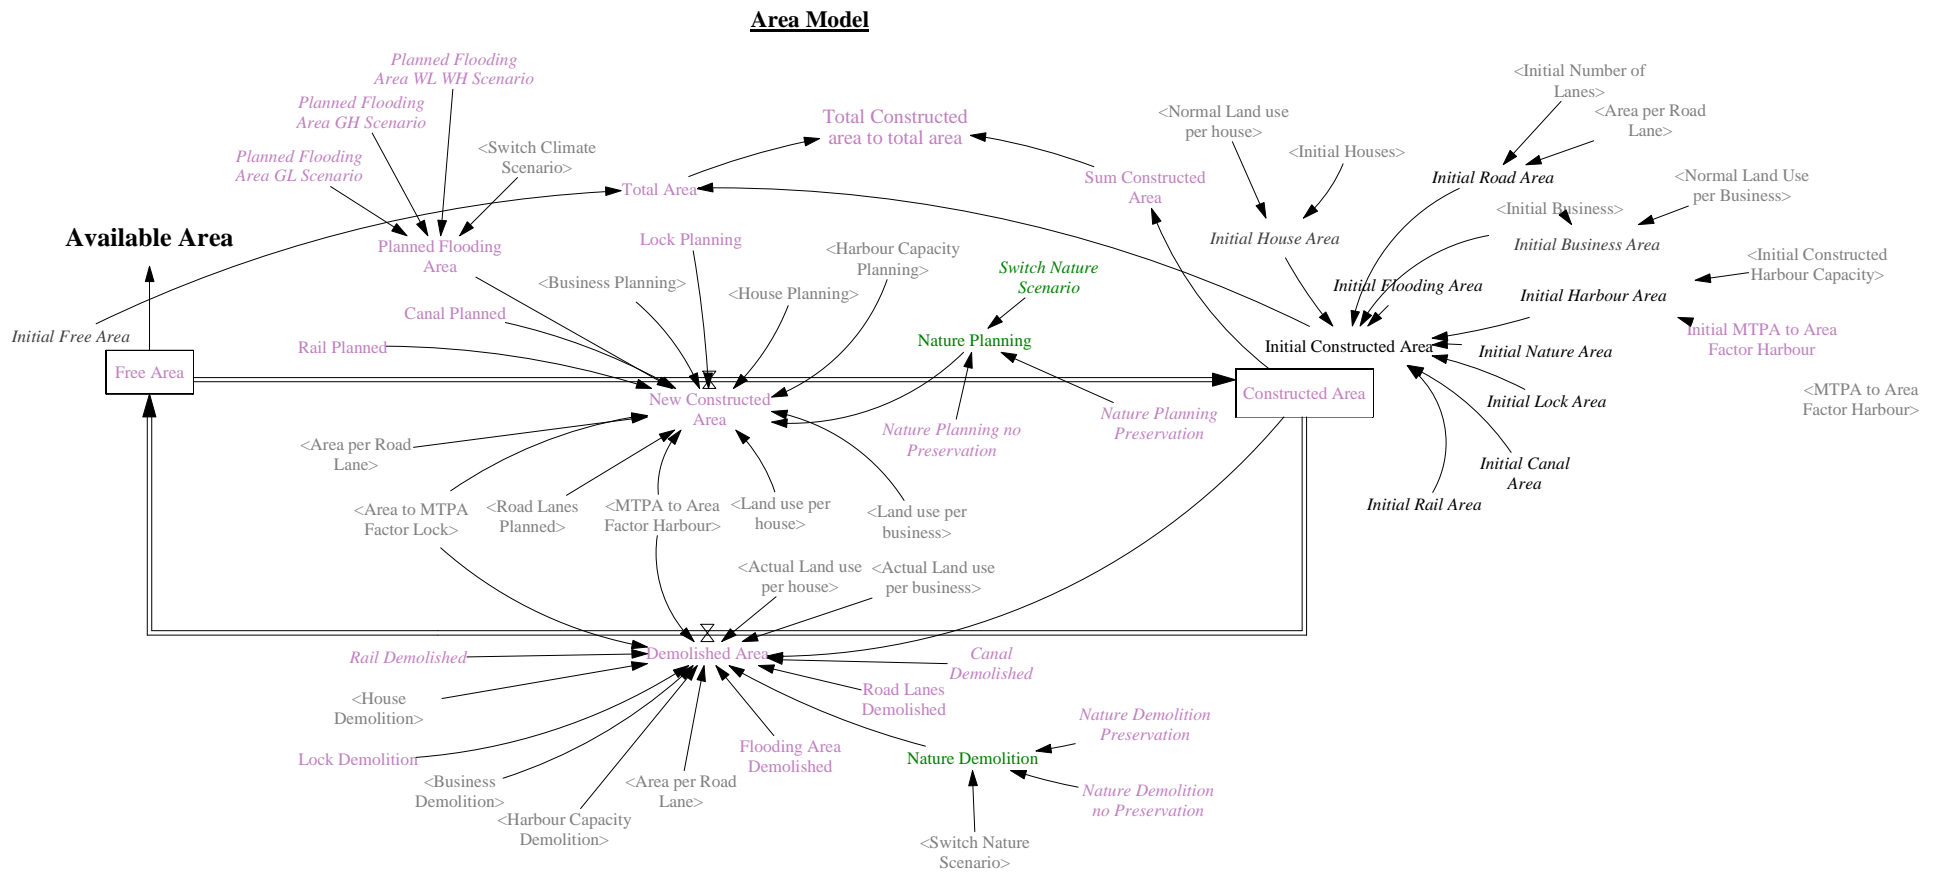 Area Model
Planned Flooding
Area WL WH Scenario
Planned Flooding
Area GH Scenario
Planned Flooding
Area GL Scenario
<Switch Climate
Scenario>
Total Constructed
area to total area
<Normal Land use
per house>
<Initial Houses>
<Initial Number of
Lanes>
<Area per Road
Lane>
Initial Road Area
<Normal Land Use
per Business>
<Initial Business>
Total Area
Sum Constructed
Area
Available Area
Planned Flooding
Area
Lock Planning
<Harbour Capacity
Planning>
Initial House Area
Initial Business Area
<Initial Constructed
Harbour Capacity>
<Business Planning>
<House Planning>
Switch Nature
Scenario
Initial Flooding Area
Initial Harbour Area
Canal Planned
Initial Free Area
Rail Planned
Nature Planning
Initial Constructed Area
Initial Nature Area
Initial MTPA to Area
Factor Harbour
Free Area
New Constructed
Area
Constructed Area
Initial Lock Area
<MTPA to Area
Factor Harbour>
Nature Planning no
Preservation
Nature Planning
Preservation
<Area per Road
Lane>
Initial Canal
Area
Initial Rail Area
<Area to MTPA
Factor Lock>
<Road Lanes
Planned>
<MTPA to Area
Factor Harbour>
<Land use per
house>
<Land use per
business>
<Actual Land use
per house>
<Actual Land use
per business>
Rail Demolished
Demolished Area
Canal
Demolished
<House
Demolition>
Road Lanes
Demolished
Lock Demolition
<Business
Demolition>
<Harbour Capacity
Demolition>
<Area per Road
Lane>
Flooding Area
Demolished
Nature Demolition
Nature Demolition
Preservation
Nature Demolition
no Preservation
<Switch Nature
Scenario>